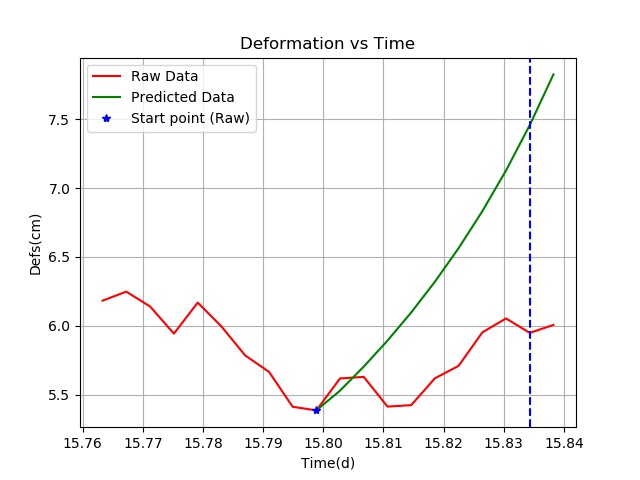 Deformation vs Time
Raw Data
Predicted Data
Start point (Raw)
7.5
7.0
6.5
6.0
5.5
Defs(cm)
15.76 15.77 15.78 15.79 15.80 15.81 15.82 15.83 15.84
Time(d)